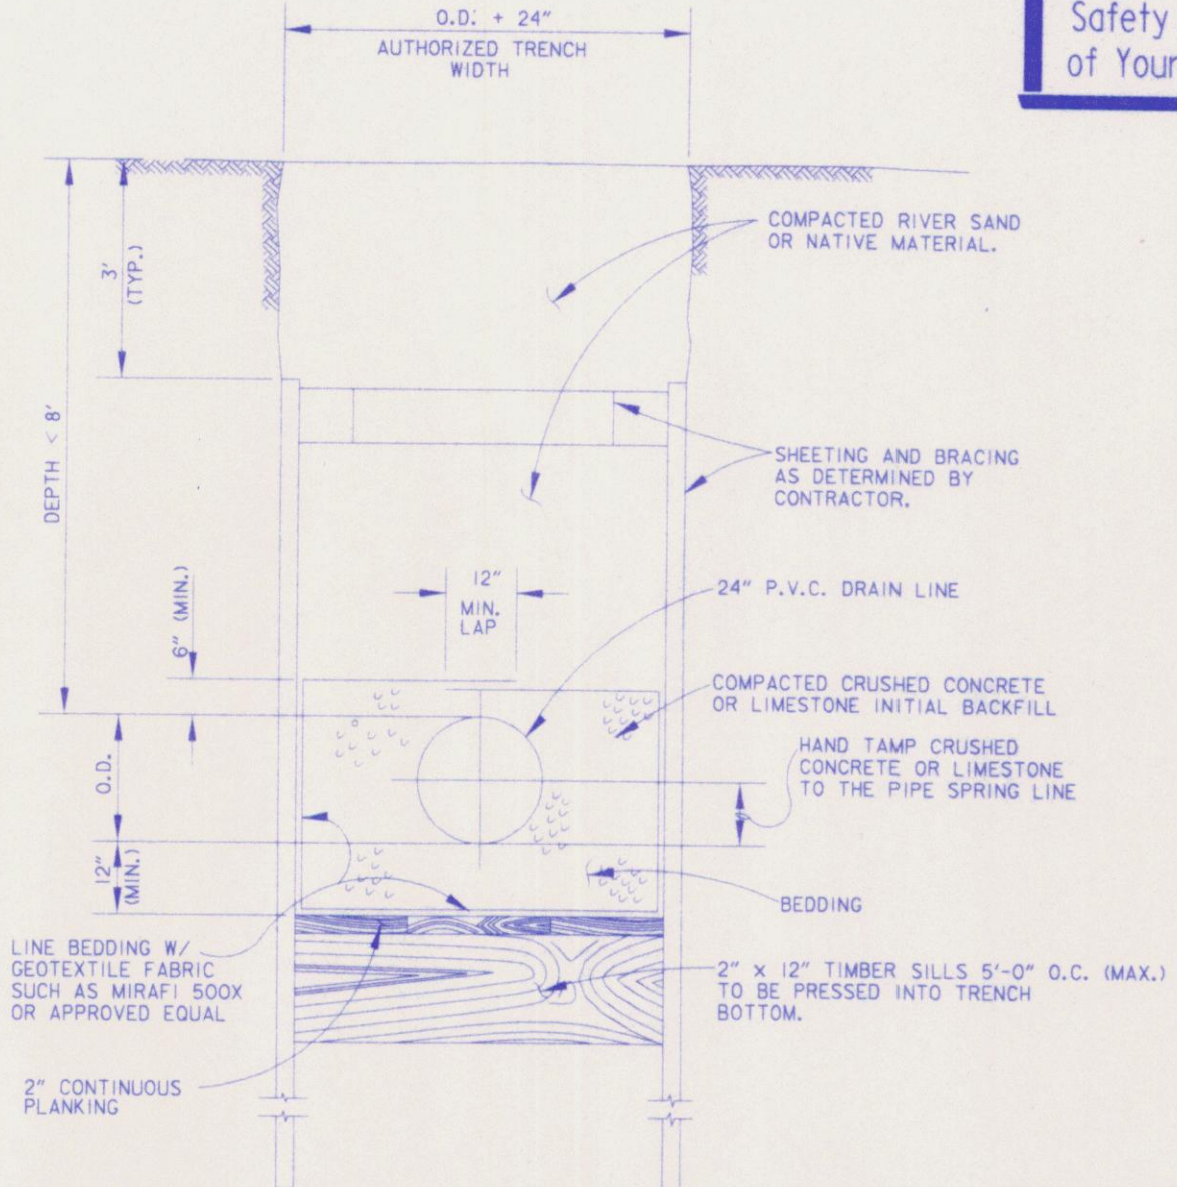 O.D. + 24"
AUTHORIZED TRENCH
WIDTH
Safety
of Your
3'
(TYP.)
COMPACTED RIVER SAND
OR NATIVE MATERIAL.
DEPTH < 8'
SHEETING AND BRACING
AS DETERMINED BY
CONTRACTOR.
6" (MIN.)
12"
MIN.
LAP
24" P.V.C. DRAIN LINE
COMPACTED CRUSHED CONCRETE
OR LIMESTONE INITIAL BACKFILL
HAND TAMP CRUSHED
CONCRETE OR LIMESTONE
TO THE PIPE SPRING LINE
O.D.
12"
(MIN.)
BEDDING
LINE BEDDING W/
GEOTEXTILE FABRIC
SUCH AS MIRAFI 500X
OR APPROVED EQUAL
2" x 12" TIMBER SILLS 5'-0" O.C. (MAX.)
TO BE PRESSED INTO TRENCH
BOTTOM.
2" CONTINUOUS
PLANKING